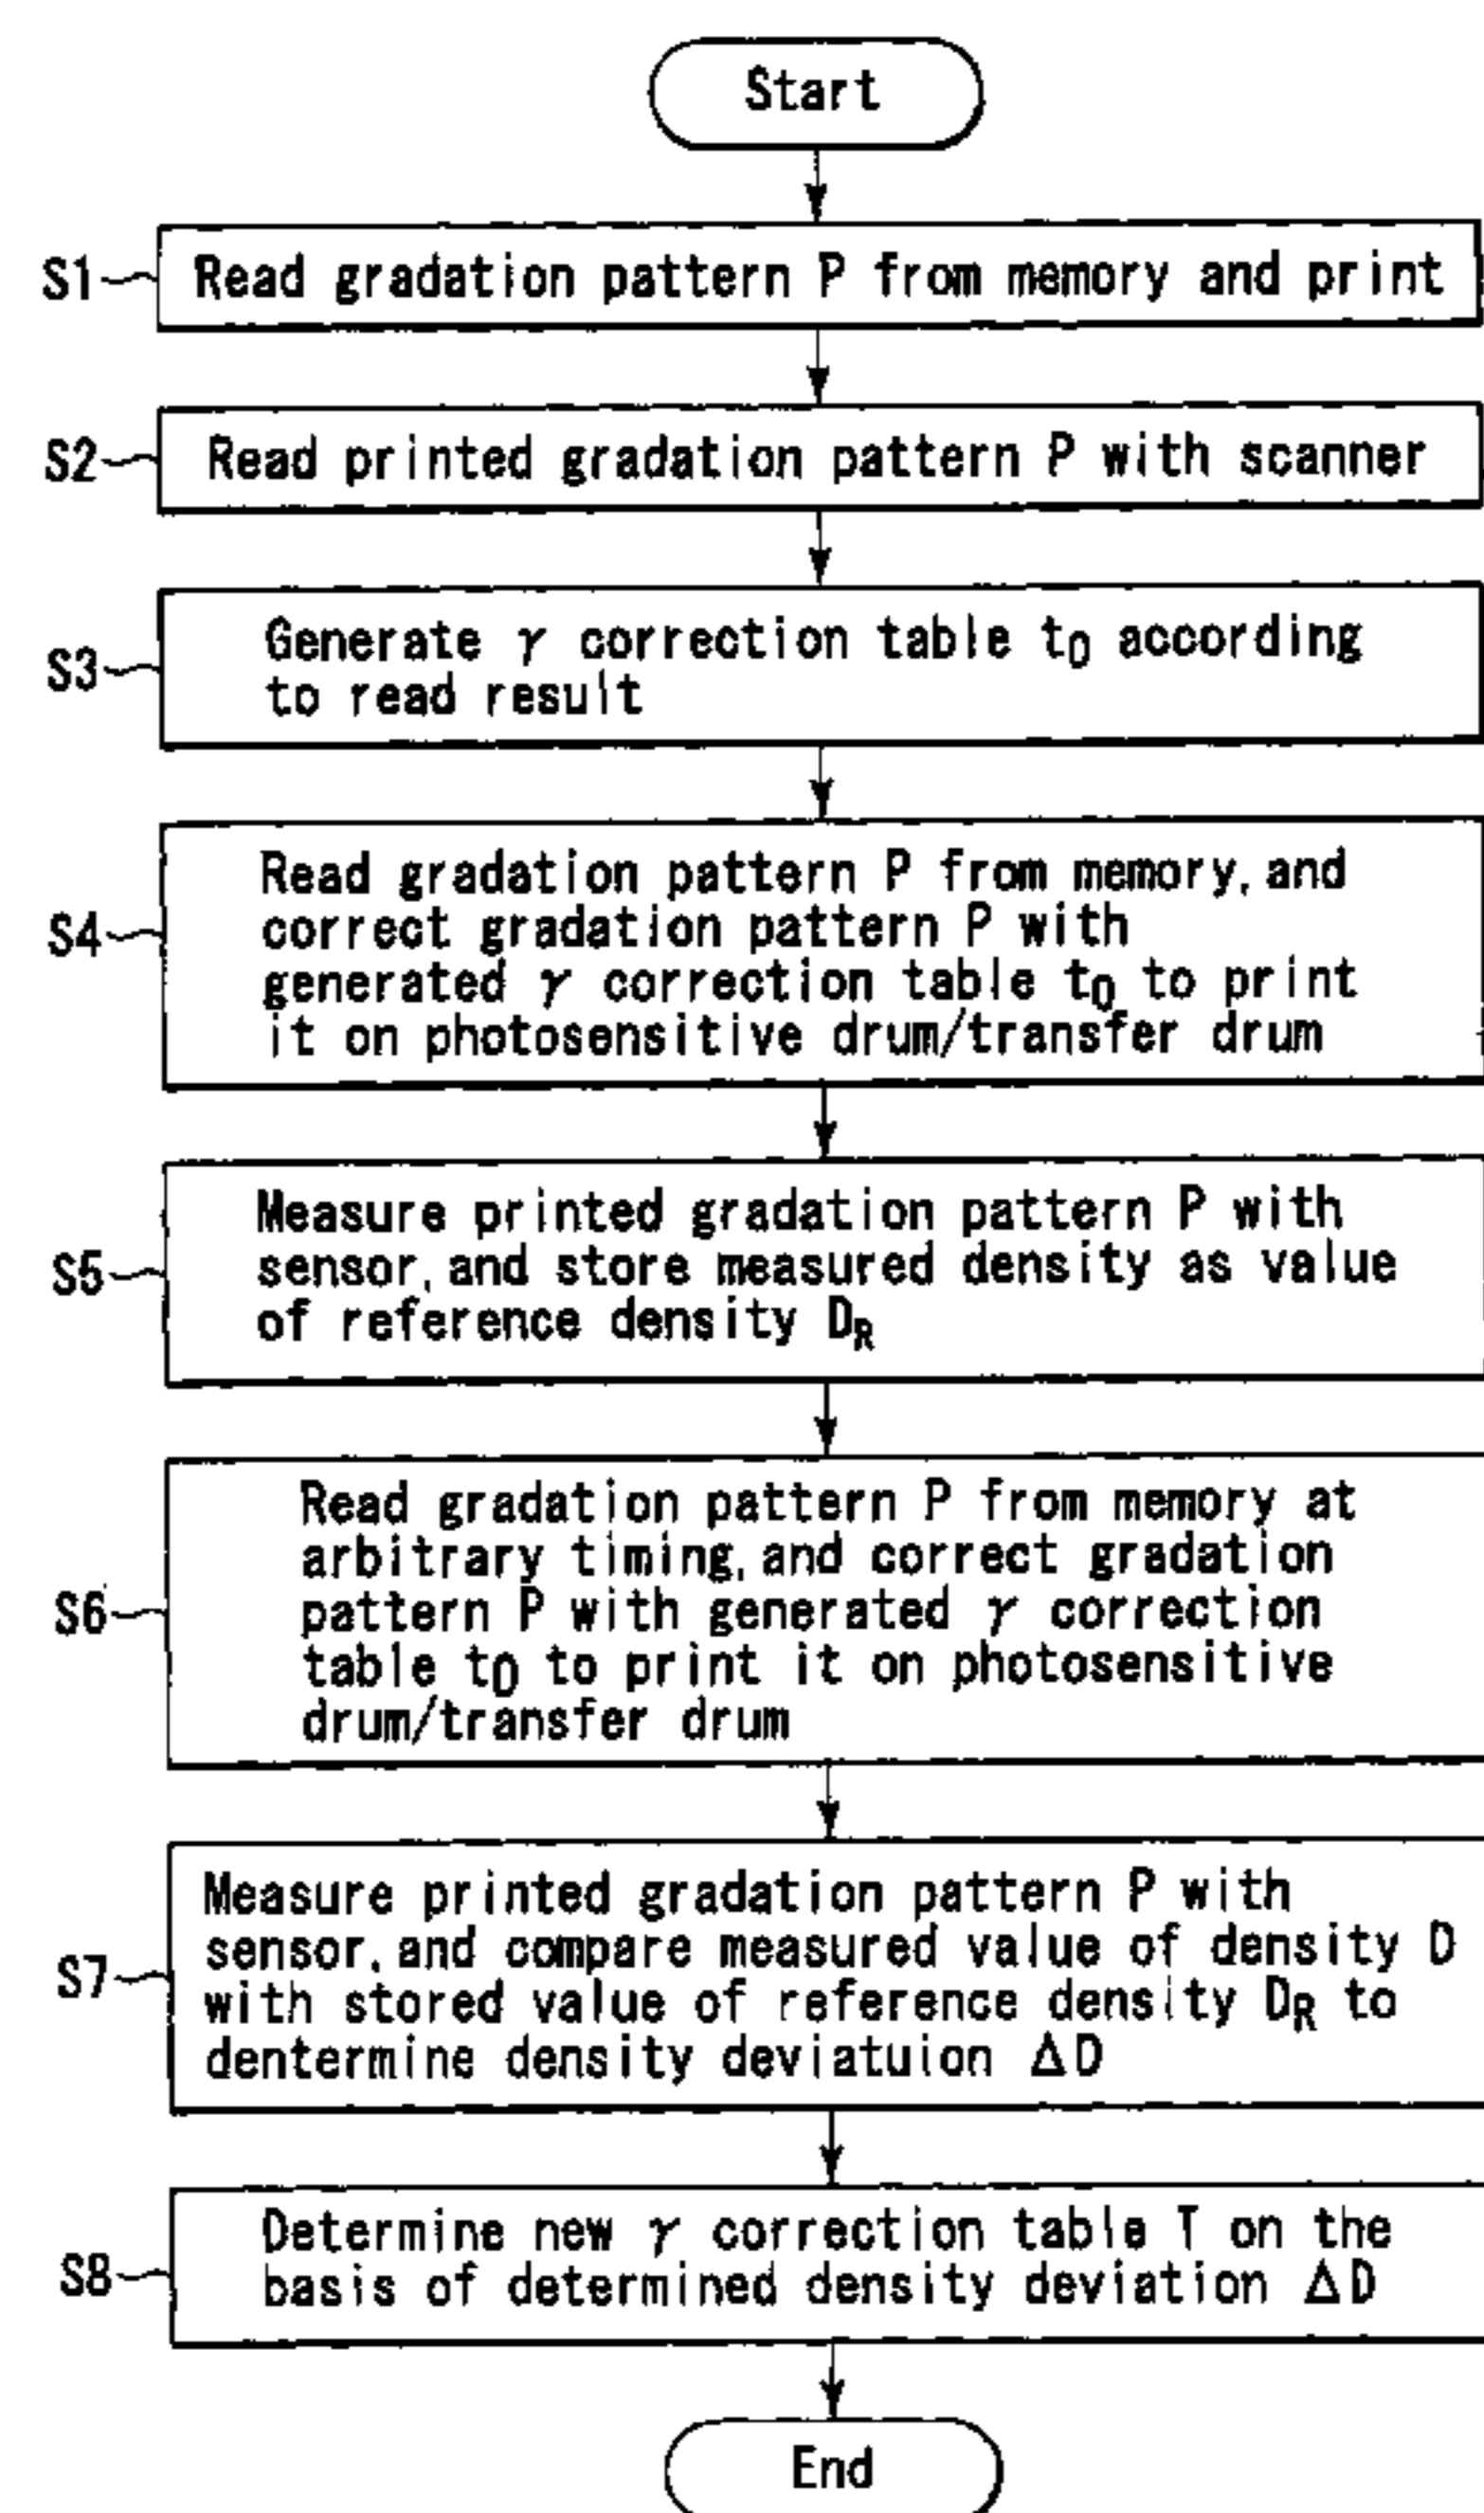 Start
S1 Read gradation pattern P from memory and print
S2 Read printed gradation pattern P with scanner
S3 Generate γ correction table t0 according
to read result
S4 Read gradation pattern P from memory, and
correct gradation pattern P with
generated γ correction table t0 to print
it on photosensitive drum/transfer drum
S5 Measure printed gradation pattern P with
sensor, and store measured density as value
of reference density DR
S6 Read gradation pattern P from memory at
arbitrary timing, and correct gradation
pattern P with generated γ correction
table t0 to print it on photosensitive
drum/transfer drum
S7 Measure printed gradation pattern P with
sensor, and compare measured value of density D
with stored value of reference density DR to
dentermine density deviatuion ΔD
S8 Determine new γ correction table T on the
basis of determined density deviation ΔD
End